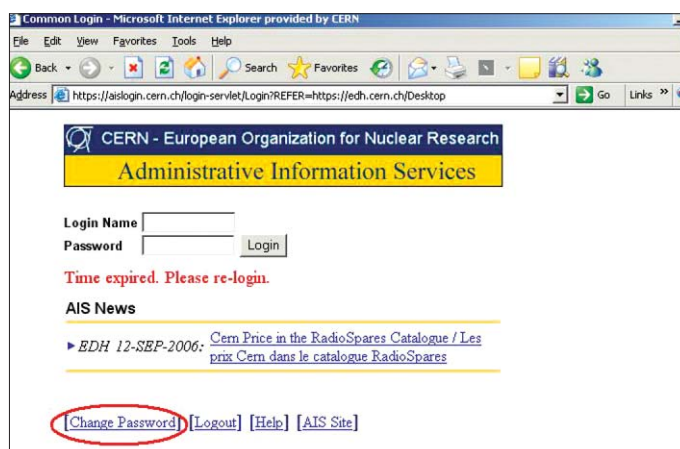 Common Login - Microsoft Internet Explorer provided by CERN
File Edit View Favorites Tools Help
Back Search Favorites
Address https://aislogin.cern.ch/login-servlet/Login?REFER=https://edh.cern.ch/Desktop Go Links »
CERN - European Organization for Nuclear Research
Administrative Information Services
Login Name
Password Login
Time expired. Please re-login.
AIS News
EDH 12-SEP-2006: Cern Price in the RadioSpares Catalogue / Les
prix Cern dans le catalogue RadioSpares
[Change Password] [Logout] [Help] [AIS Site]